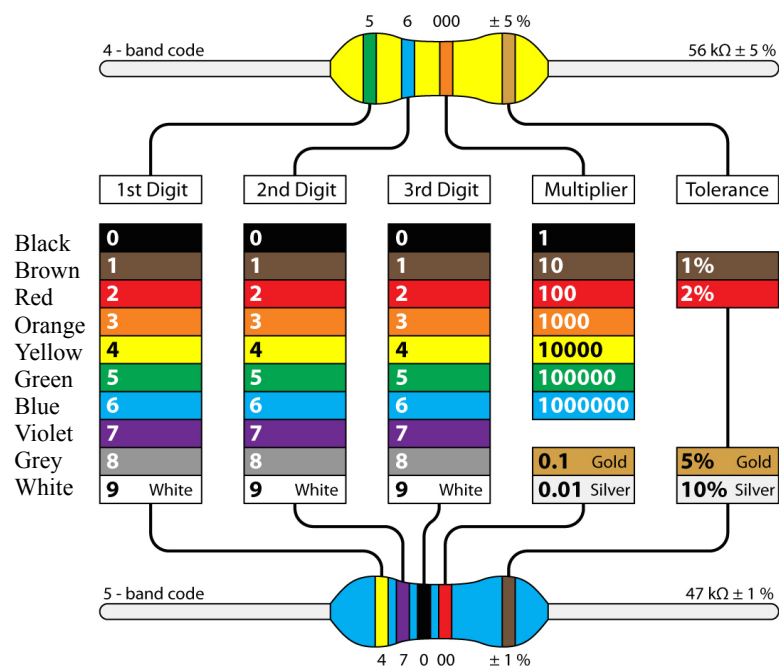 5 6 000 ± 5 %
4 - band code 56 kΩ ± 5 %
1st Digit 2nd Digit 3rd Digit Multiplier Tolerance
Black 0 0 0 1
Brown 1 1 1 10 1%
Red 2 2 2 100 2%
Orange 3 3 3 1000
Yellow 4 4 4 10000
Green 5 5 5 100000
Blue 6 6 6 1000000
Violet 7 7 7
Grey 8 8 8 0.1 Gold 5% Gold
White 9 White 9 White 9 White 0.01 Silver 10% Silver
5 - band code 47 kΩ ± 1 %
4 7 0 00 ± 1 %